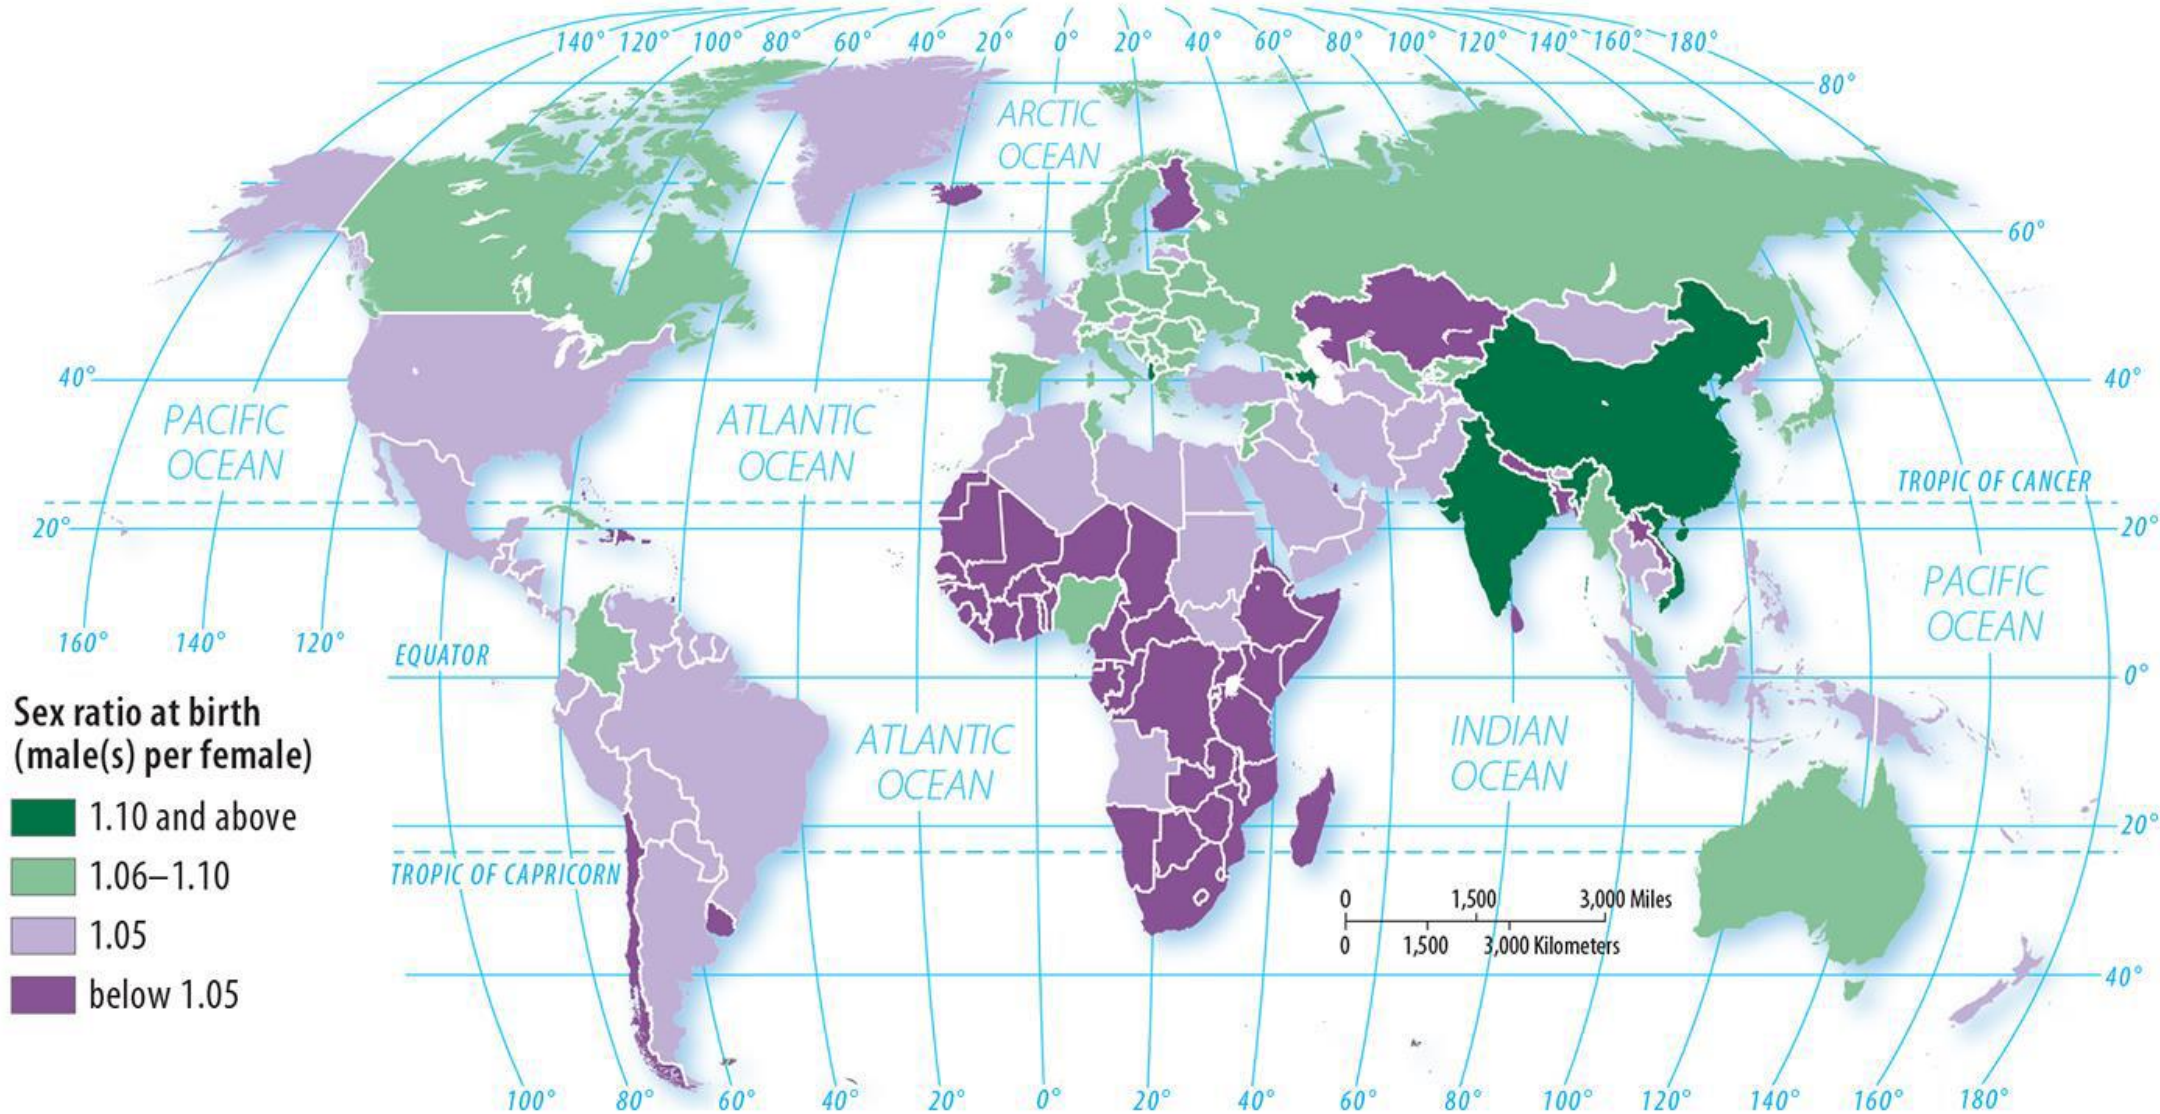 140° 120° 100° 80° 60° 40° 20° 0° 20° 40° 60° 80° 100° 120° 140° 160° 180°
80°
ARCTIC
OCEAN
60°
40°
40°
PACIFIC
OCEAN
ATLANTIC
OCEAN
TROPIC OF CANCER
20°
20°
PACIFIC
OCEAN
160° 140° 120°
EQUATOR
0°
Sex ratio at birth
(male(s) per female)
1.10 and above
1.06–1.10
1.05
below 1.05
ATLANTIC
OCEAN
INDIAN
OCEAN
20°
TROPIC OF CAPRICORN
0 1,500 3,000 Miles
0 1,500 3,000 Kilometers
40°
100° 80° 60° 40° 20° 0° 20° 40° 60° 80° 100° 120° 140° 160° 180°